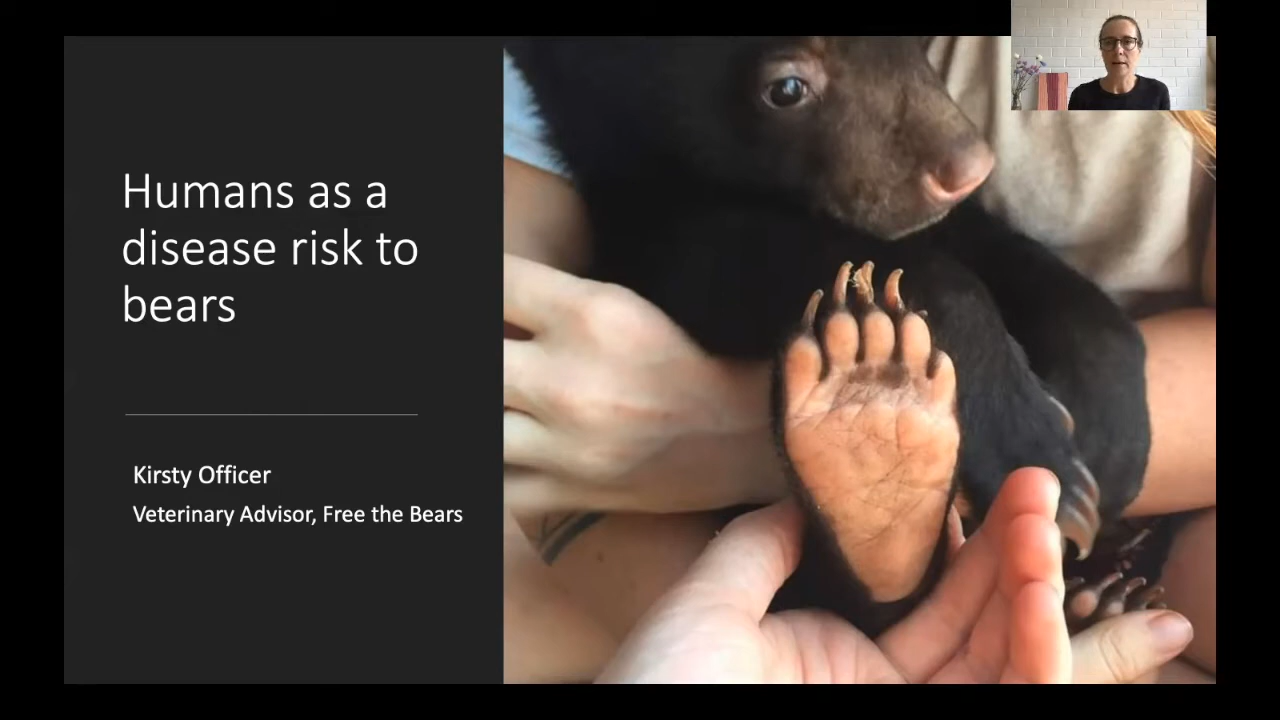 Humans as a
disease risk to
bears
Kirsty Officer
Veterinary Advisor, Free the Bears